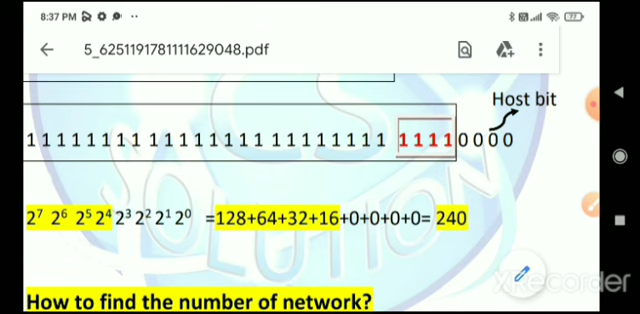 8:37 PM
77
5_6251191781111629048.pdf
Host bit
1 1 1 1 1 1 1 1 1 1 1 1 1 1 1 1 1 1 1 1 1 1 1 1 1 1 1 1 0 0 0 0
2⁷ 2⁶ 2⁵ 2⁴ 2³ 2² 2¹ 2⁰ =128+64+32+16+0+0+0+0= 240
How to find the number of network?
CS
SOLUTION
XRecorder